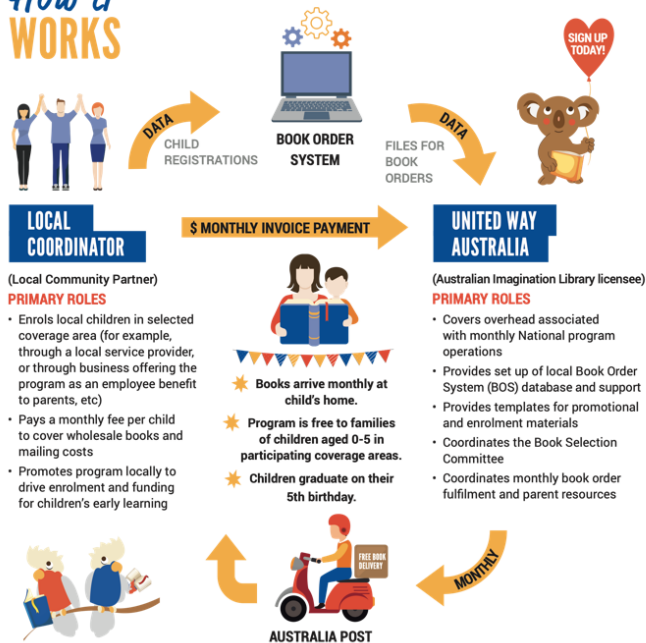 How it
WORKS
SIGN UP
TODAY!
DATA
CHILD
REGISTRATIONS
BOOK ORDER
SYSTEM
DATA
FILES FOR
BOOK
ORDERS
LOCAL
COORDINATOR
$ MONTHLY INVOICE PAYMENT
UNITED WAY
AUSTRALIA
(Local Community Partner)
PRIMARY ROLES
• Enrols local children in selected
coverage area (for example,
through a local service provider,
or through business offering the
program as an employee benefit
to parents, etc)
• Pays a monthly fee per child
to cover wholesale books and
mailing costs
• Promotes program locally to
drive enrolment and funding
for children's early learning
Books arrive monthly at
child's home.
Program is free to families
of children aged 0-5 in
participating coverage areas.
Children graduate on their
5th birthday.
(Australian Imagination Library licensee)
PRIMARY ROLES
• Covers overhead associated
with monthly National program
operations
• Provides set up of local Book Order
System (BOS) database and support
• Provides templates for promotional
and enrolment materials
• Coordinates the Book Selection
Committee
• Coordinates monthly book order
fulfilment and parent resources
FREE BOOK
DELIVERY
MONTHLY
AUSTRALIA POST